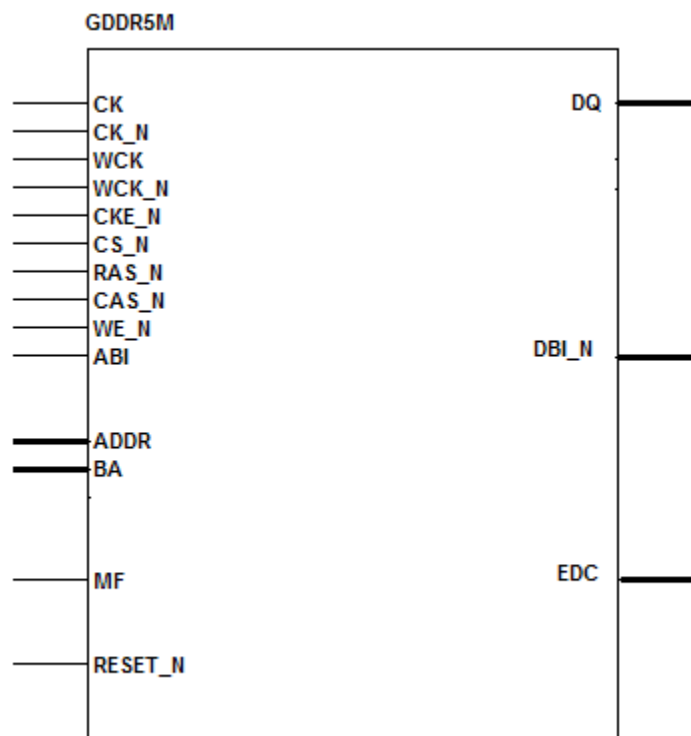 GDDR5M
CK
DQ
CK_N
WCK
WCK_N
CKE_N
CS_N
RAS_N
CAS_N
WE_N
ABI
DBI_N
ADDR
BA
MF
EDC
RESET_N